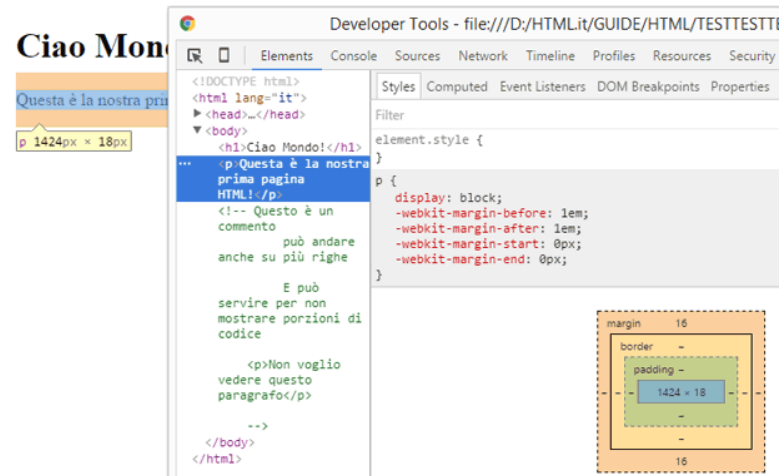 Ciao Mon
Questa è la nostra pri
p 1424px × 18px
Developer Tools - file:///D:/HTML.it/GUIDE/HTML/TESTTESTTE
Elements Console Sources Network Timeline Profiles Resources Security
<!DOCTYPE html>
<html lang="it">
▶<head>…</head>
▼<body>
<h1>Ciao Mondo!</h1>
… <p>Questa è la nostra
prima pagina
HTML!</p>
<!-- Questo è un
commento
può andare
anche su più righe
E può
servire per non
mostrare porzioni di
codice
<p>Non voglio
vedere questo
paragrafo</p>
-->
</body>
</html>
Styles Computed Event Listeners DOM Breakpoints Properties
Filter
element.style {
}
p {
display: block;
-webkit-margin-before: 1em;
-webkit-margin-after: 1em;
-webkit-margin-start: 0px;
-webkit-margin-end: 0px;
}
margin 16
border -
padding -
- - - 1424 × 18 - - -
-
-
16